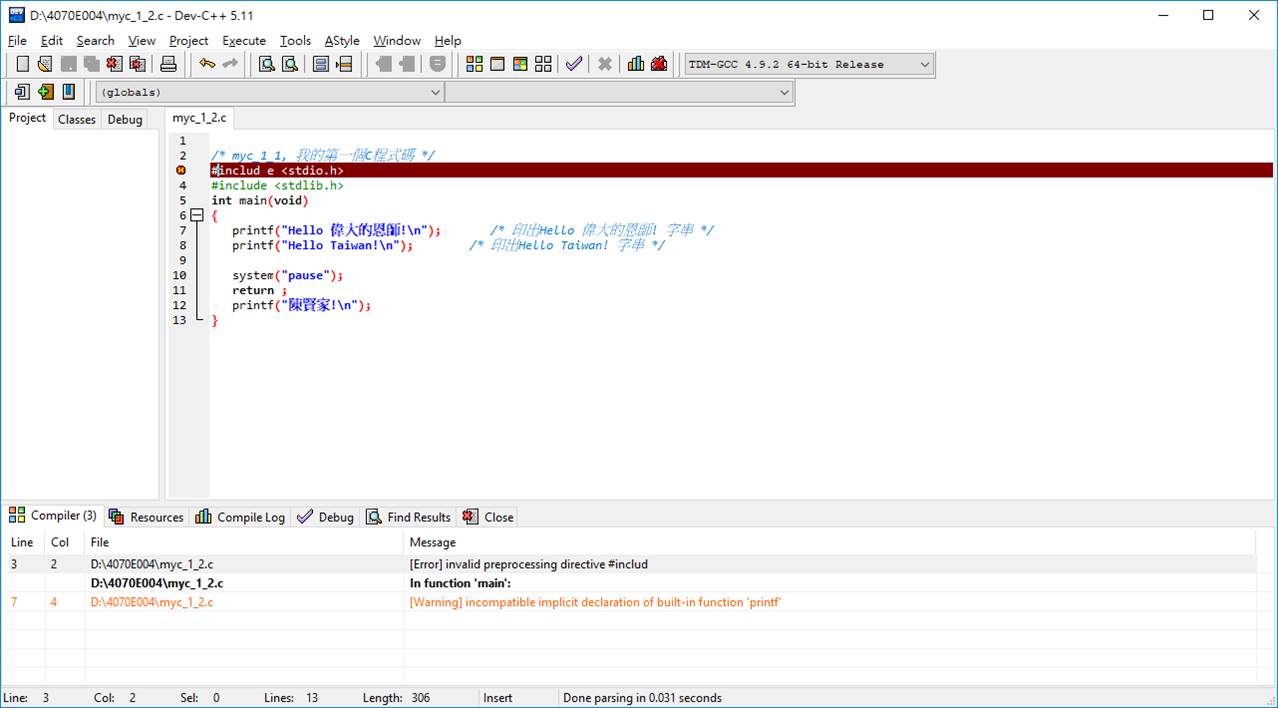 D:\4070E004\myc_1_2.c - Dev-C++ 5.11
File Edit Search View Project Execute Tools AStyle Window Help
TDM-GCC 4.9.2 64-bit Release
(globals)
Project Classes Debug myc_1_2.c
1
2 /* myc_1_1, 我的第一個C程式碼 */
#includ e <stdio.h>
4 #include <stdlib.h>
5 int main(void)
6 {
7 printf("Hello 偉大的恩師!\n"); /* 印出Hello 偉大的恩師! 字串 */
8 printf("Hello Taiwan!\n"); /* 印出Hello Taiwan! 字串 */
9
10 system("pause");
11 return ;
12 printf("陳賢家!\n");
13 }
Compiler (3) Resources Compile Log Debug Find Results Close
Line Col File Message
3 2 D:\4070E004\myc_1_2.c [Error] invalid preprocessing directive #includ
D:\4070E004\myc_1_2.c In function 'main':
7 4 D:\4070E004\myc_1_2.c [Warning] incompatible implicit declaration of built-in function 'printf'
Line: 3 Col: 2 Sel: 0 Lines: 13 Length: 306 Insert Done parsing in 0.031 seconds